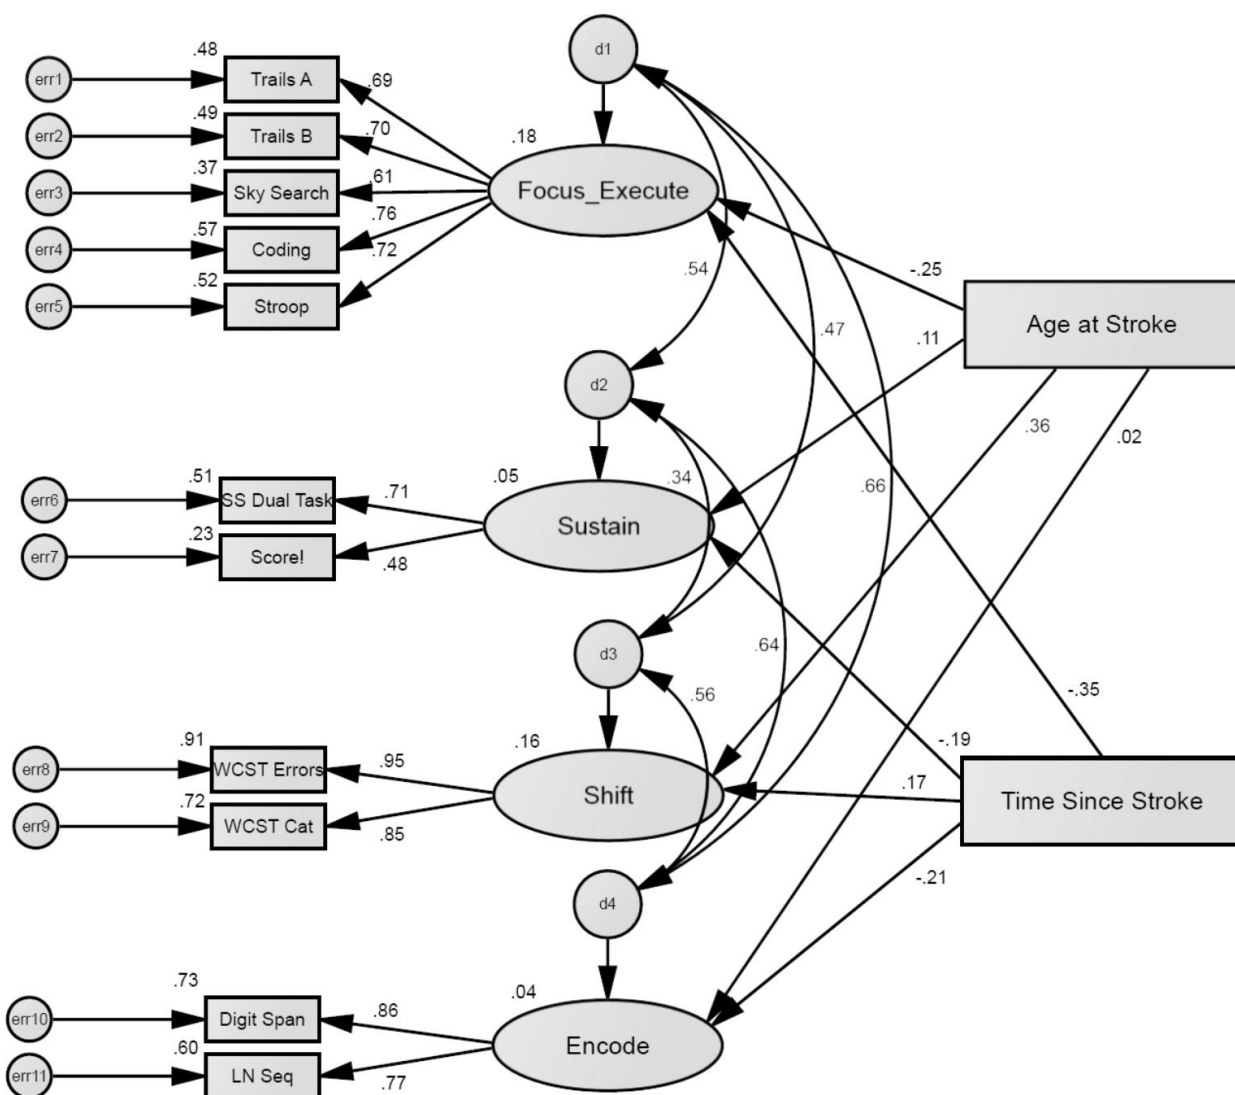 d1
.48
err1
Trails A
.69
.49
err2
Trails B
.70
.18
.37
err3
Sky Search
.61
Focus_Execute
.57
err4
Coding
.76
.52
err5
Stroop
.72
-.25
.54
Age at Stroke
.47
.11
d2
.36
.02
.51
err6
SS Dual Task
.71
.05
.34
.66
Sustain
.23
err7
Score!
.48
d3
.64
.56
-.35
.91
err8
WCST Errors
.95
.16
-.19
.17
Shift
Time Since Stroke
.72
err9
WCST Cat
.85
-.21
d4
.73
err10
Digit Span
.86
.04
Encode
.60
err11
LN Seq
.77